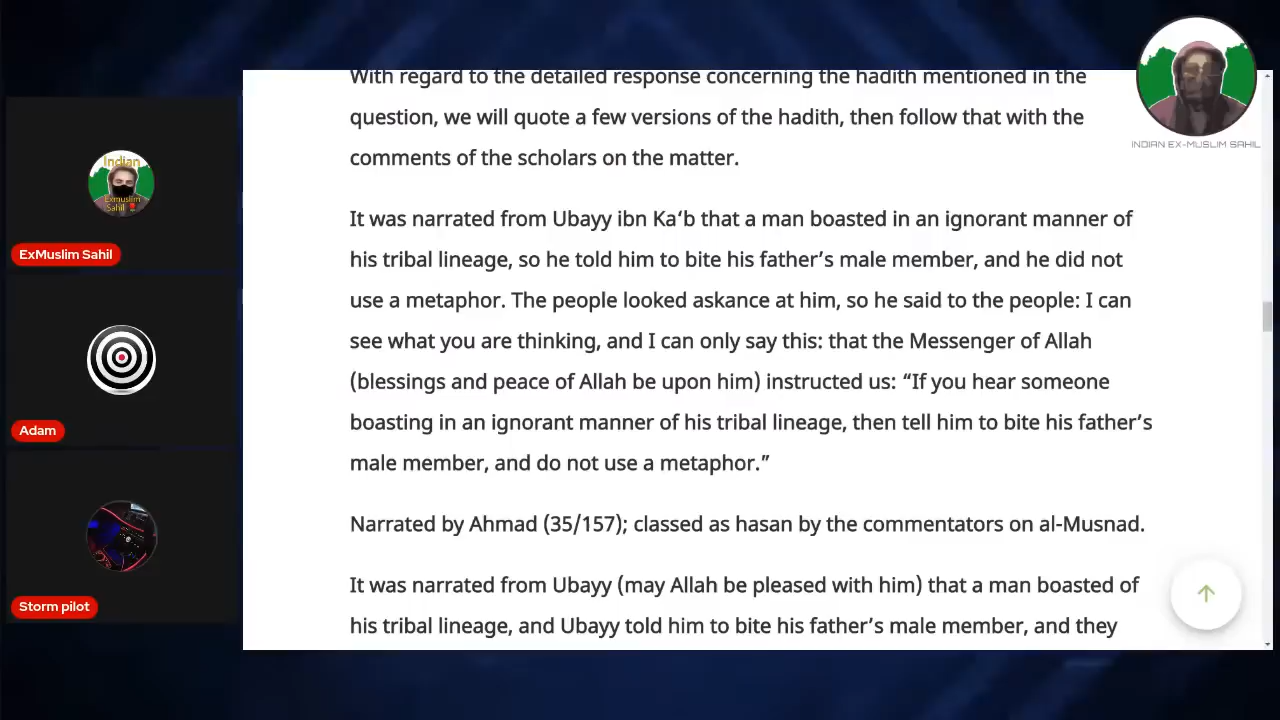 With regard to the detailed response concerning the hadith mentioned in the
question, we will quote a few versions of the hadith, then follow that with the
comments of the scholars on the matter.
It was narrated from Ubayy ibn Ka‘b that a man boasted in an ignorant manner of
his tribal lineage, so he told him to bite his father’s male member, and he did not
use a metaphor. The people looked askance at him, so he said to the people: I can
see what you are thinking, and I can only say this: that the Messenger of Allah
(blessings and peace of Allah be upon him) instructed us: “If you hear someone
boasting in an ignorant manner of his tribal lineage, then tell him to bite his father’s
male member, and do not use a metaphor.”
Narrated by Ahmad (35/157); classed as hasan by the commentators on al-Musnad.
It was narrated from Ubayy (may Allah be pleased with him) that a man boasted of
his tribal lineage, and Ubayy told him to bite his father’s male member, and they
Indian
Exmuslim
Sahil
ExMuslim Sahil
Adam
Storm pilot
INDIAN EX-MUSLIM SAHIL